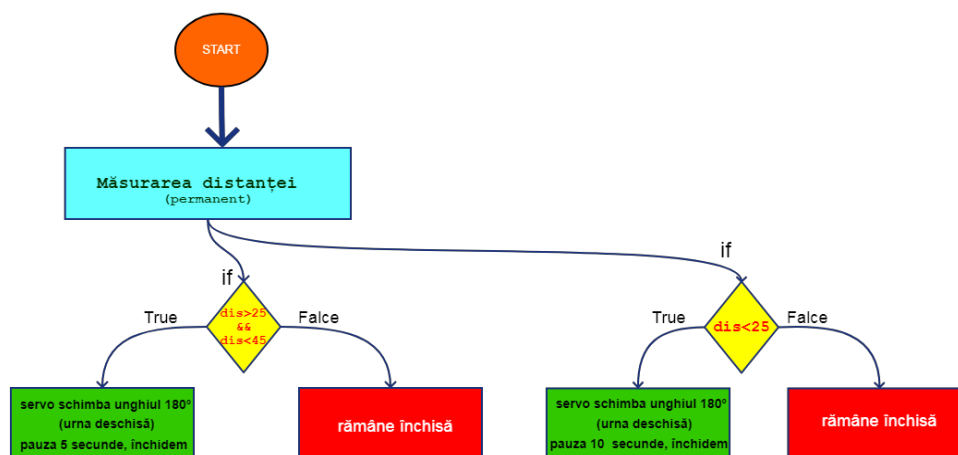 START
Măsurarea distanței
(permanent)
if
if
True
dis>25
&&
dis<45
Falce
True
dis<25
Falce
servo schimba unghiul 180º
(urna deschisă)
pauza 5 secunde, închidem
rămâne închisă
servo schimba unghiul 180º
(urna deschisă)
pauza 10 secunde, închidem
rămâne închisă